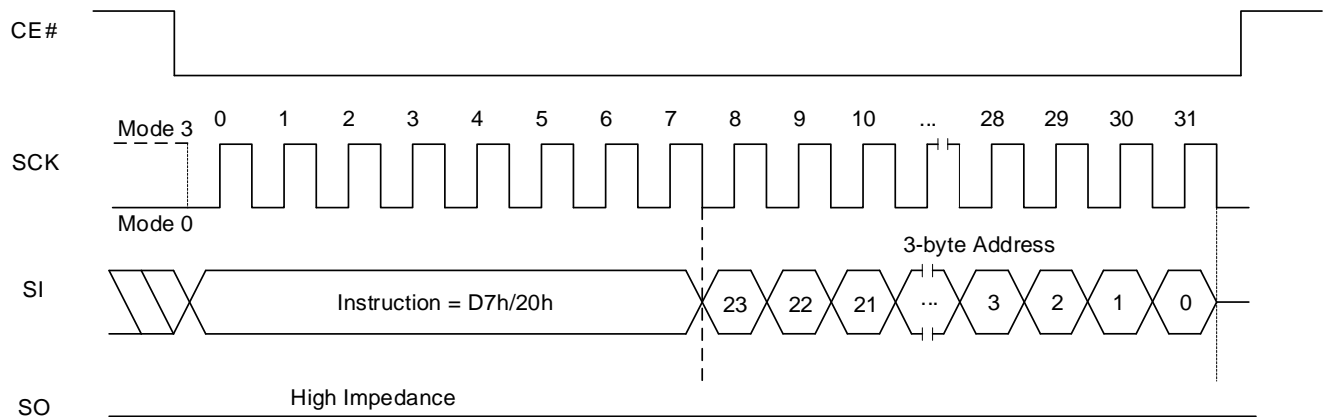 CE#
Mode 3
0 1 2 3 4 5 6 7 8 9 10 ... 28 29 30 31
SCK
Mode 0
3-byte Address
SI
Instruction = D7h/20h
23 22 21 ... 3 2 1 0
High Impedance
SO